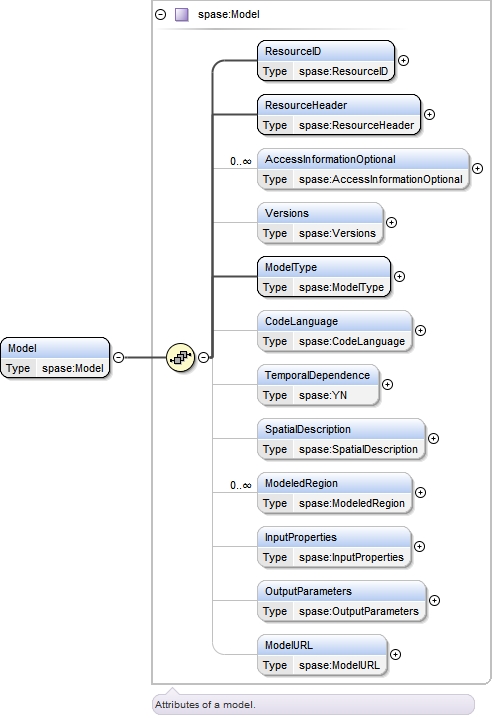 spase:Model
ResourceID
Type spase:ResourceID
ResourceHeader
Type spase:ResourceHeader
0..∞
AccessInformationOptional
Type spase:AccessInformationOptional
Versions
Type spase:Versions
ModelType
Type spase:ModelType
CodeLanguage
Type spase:CodeLanguage
Model
Type spase:Model
TemporalDependence
Type spase:YN
SpatialDescription
Type spase:SpatialDescription
0..∞
ModeledRegion
Type spase:ModeledRegion
InputProperties
Type spase:InputProperties
OutputParameters
Type spase:OutputParameters
ModelURL
Type spase:ModelURL
Attributes of a model.